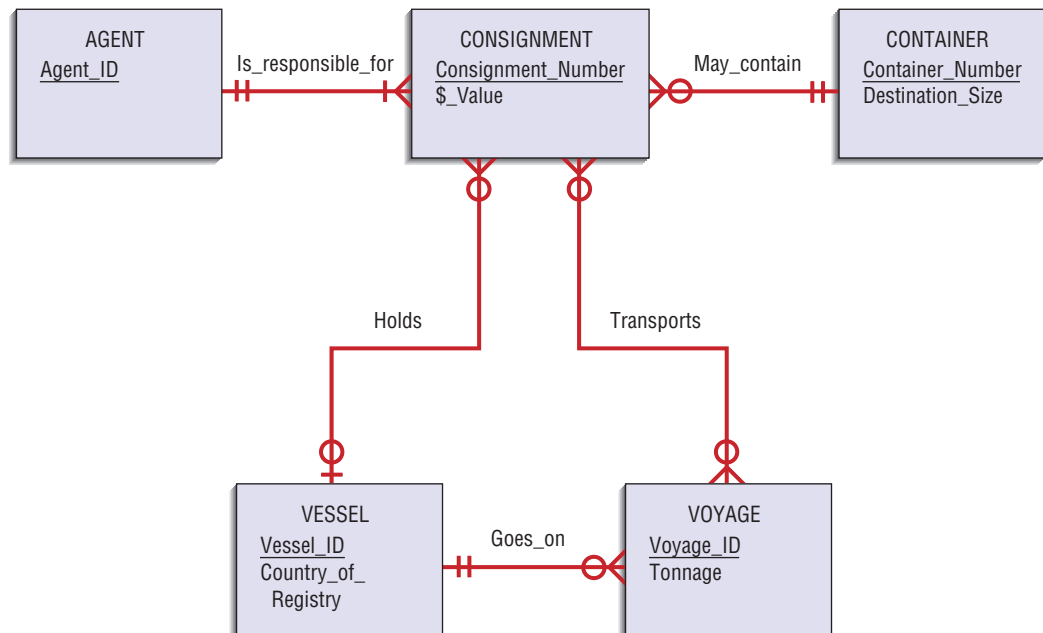 AGENT
Agent_ID
Is_responsible_for
CONSIGNMENT
Consignment_Number
$_Value
May_contain
CONTAINER
Container_Number
Destination_Size
Holds
Transports
VESSEL
Vessel_ID
Country_of_
Registry
Goes_on
VOYAGE
Voyage_ID
Tonnage